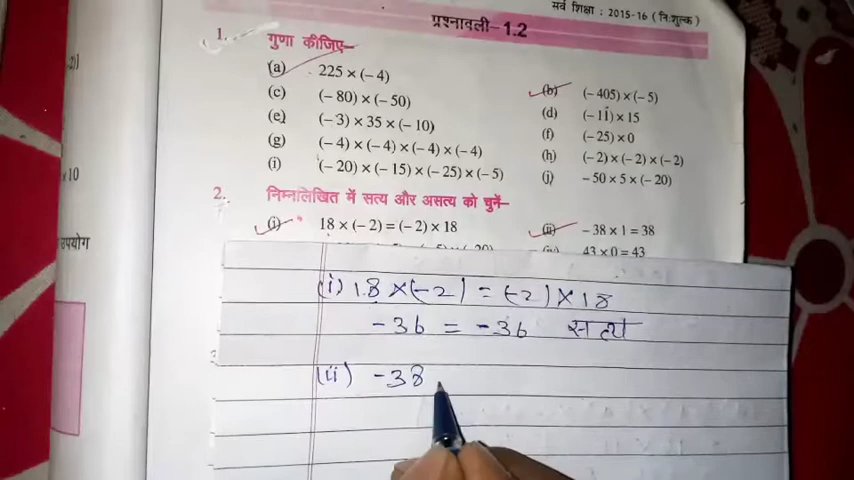 सर्व शिक्षा : 2015-16 (नि:शुल्क)
प्रश्नावली-1.2
1. गुणा कीजिए-
(a) 225 × (- 4)
(b) (- 405) × (- 5)
(c) (- 80) × (- 50)
(d) (- 11) × 15
(e) (- 3) × 35 × (- 10)
(f) (- 25) × 0
(g) (- 4) × (- 4) × (- 4) × (- 4)
(h) (- 2) × (- 2) × (- 2)
(i) (- 20) × (- 15) × (- 25) × (- 5)
(j) - 50 × 5 × (- 20)
2. निम्नलिखित में सत्य और असत्य को चुनें-
(i) 18 × (- 2) = (- 2) × 18
(ii) - 38 × 1 = 38
(iv) 43 × 0 = 43
× 10
उपयोग
(i) 18 × (-2) = (-2) × 18
-36 = -36 सत्य
(ii) -38